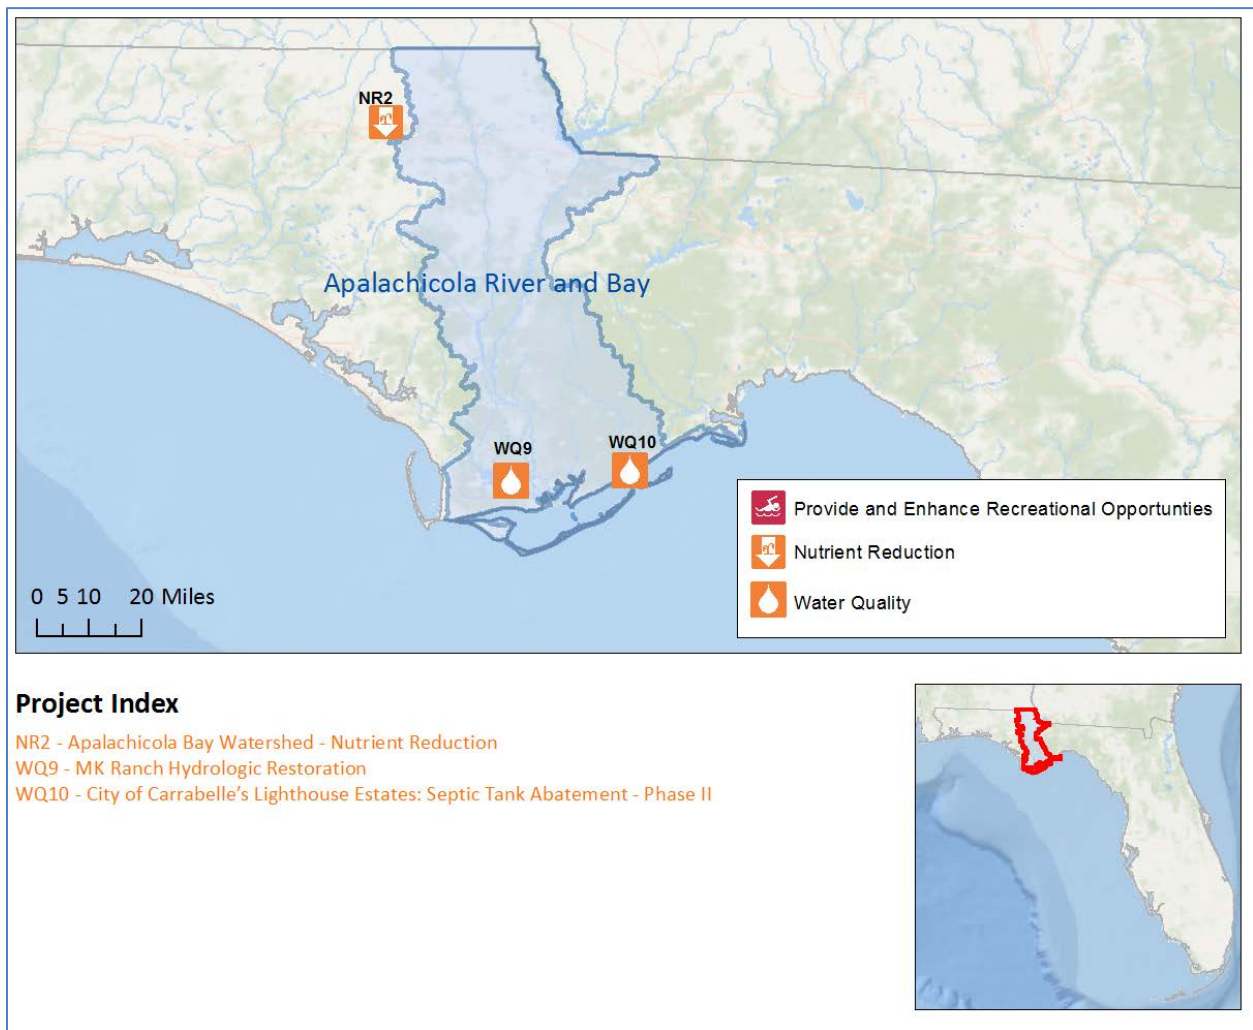 NR2
Apalachicola River and Bay
WQ9
WQ10
Provide and Enhance Recreational Opportunties
Nutrient Reduction
Water Quality
0 5 10 20 Miles
Project Index
NR2 - Apalachicola Bay Watershed - Nutrient Reduction
WQ9 - MK Ranch Hydrologic Restoration
WQ10 - City of Carrabelle's Lighthouse Estates: Septic Tank Abatement - Phase II